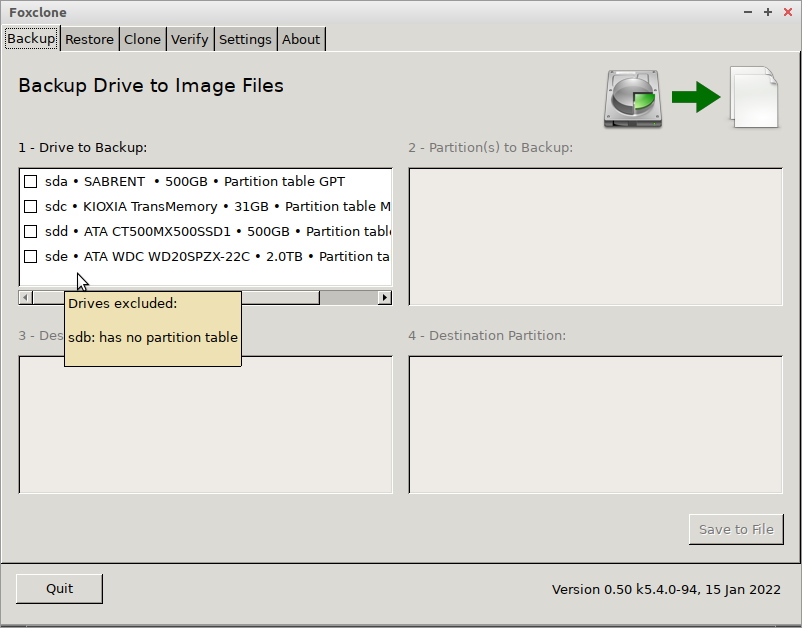 Foxclone
Backup Restore Clone Verify Settings About
Backup Drive to Image Files
1 - Drive to Backup:
sda • SABRENT • 500GB • Partition table GPT
sdc • KIOXIA TransMemory • 31GB • Partition table M
sdd • ATA CT500MX500SSD1 • 500GB • Partition table
sde • ATA WDC WD20SPZX-22C • 2.0TB • Partition ta
2 - Partition(s) to Backup:
Drives excluded:
sdb: has no partition table
3 - Des
4 - Destination Partition:
Save to File
Quit
Version 0.50 k5.4.0-94, 15 Jan 2022